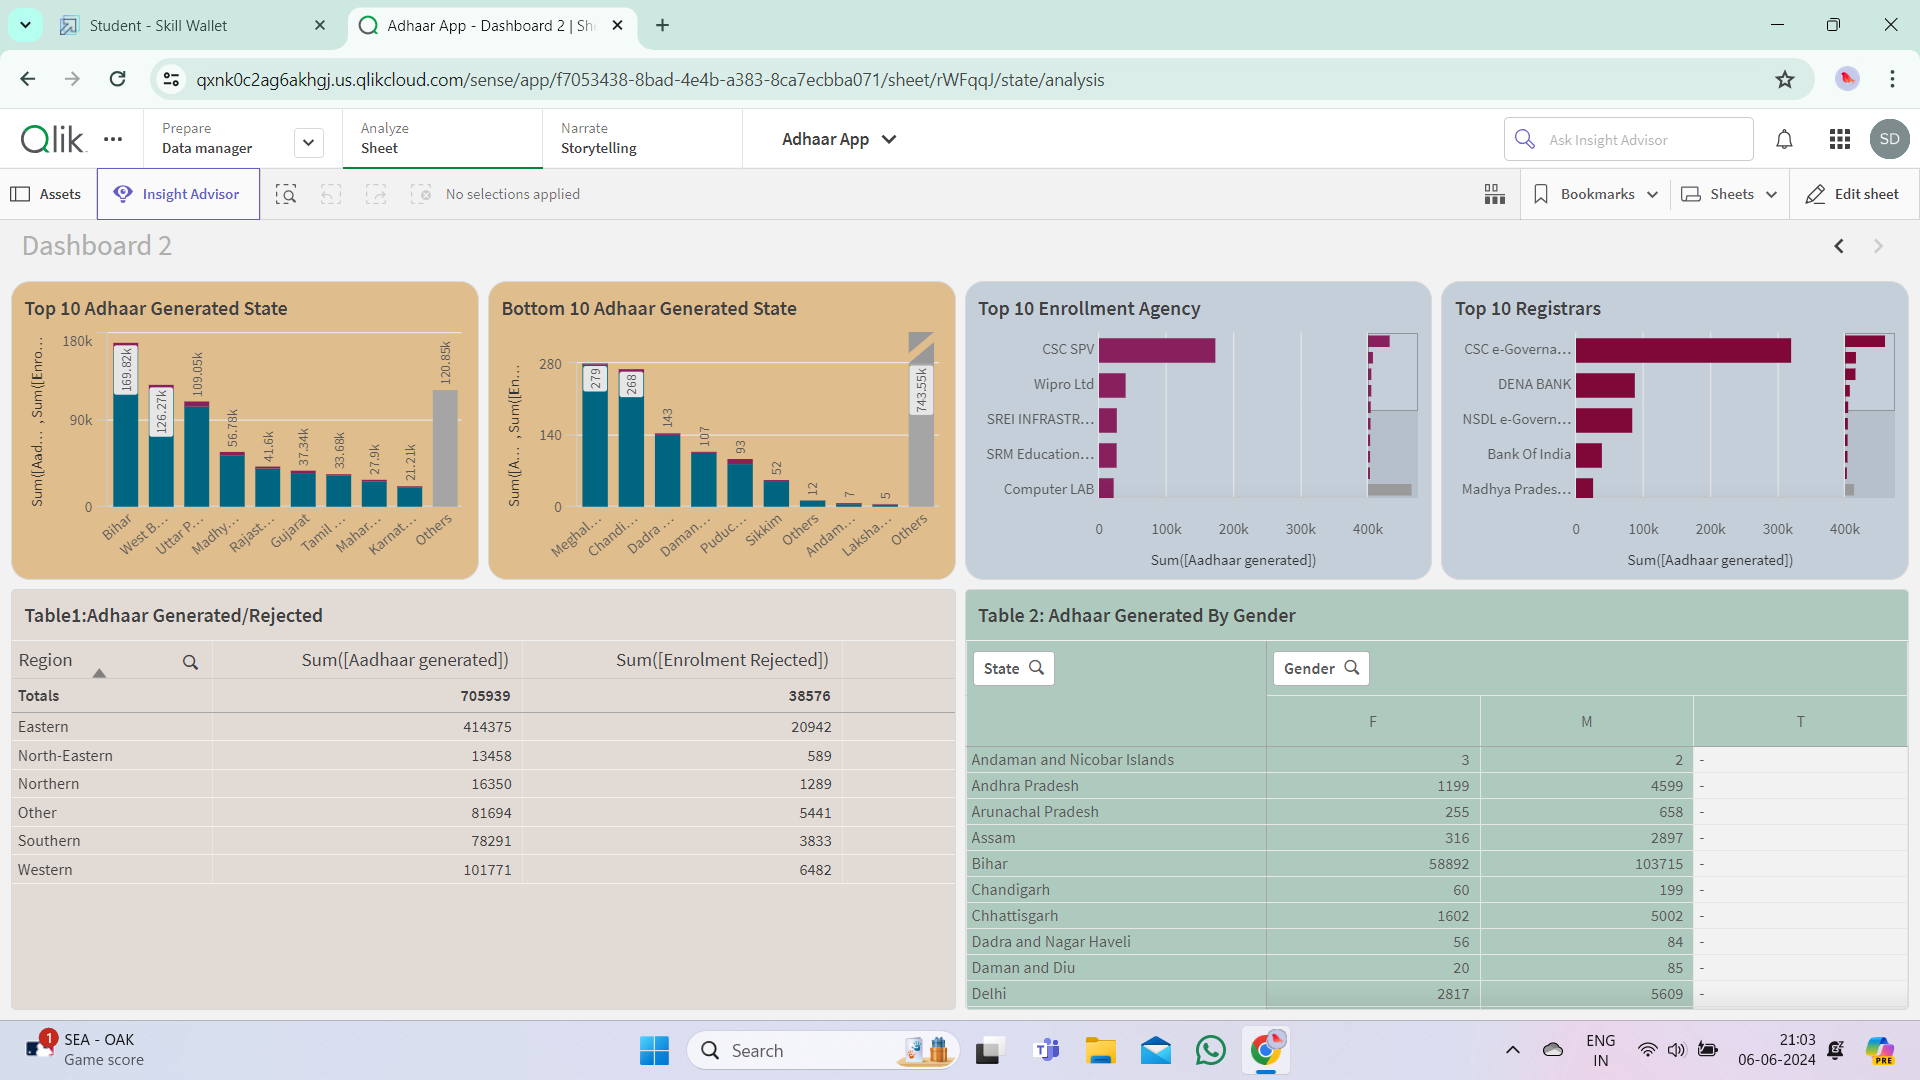 Student - Skill Wallet
Adhaar App - Dashboard 2 | She
qxnk0c2ag6akhgj.us.qlikcloud.com/sense/app/f7053438-8bad-4e4b-a383-8ca7ecbba071/sheet/rWFqqJ/state/analysis
Qlik
Prepare
Data manager
Analyze
Sheet
Narrate
Storytelling
Adhaar App
Ask Insight Advisor
SD
Assets
Insight Advisor
No selections applied
Bookmarks
Sheets
Edit sheet
Dashboard 2
Top 10 Adhaar Generated State
Sum([Aad... , Sum([Enro...
180k
90k
0
169.82k
126.27k
109.05k
56.78k
41.6k
37.34k
33.68k
27.9k
21.21k
120.85k
Bihar
West B...
Uttar P...
Madhy...
Rajast...
Gujarat
Tamil ...
Mahar...
Karnat...
Others
Bottom 10 Adhaar Generated State
Sum([A... , Sum([En...
280
140
0
279
268
143
107
93
52
12
7
5
743.55k
Meghal...
Chandi...
Dadra ...
Daman...
Puduc...
Sikkim
Others
Andam...
Laksha...
Others
Top 10 Enrollment Agency
CSC SPV
Wipro Ltd
SREI INFRASTR...
SRM Education...
Computer LAB
0 100k 200k 300k 400k
Sum([Aadhaar generated])
Top 10 Registrars
CSC e-Governa...
DENA BANK
NSDL e-Govern...
Bank Of India
Madhya Prades...
0 100k 200k 300k 400k
Sum([Aadhaar generated])
Table1:Adhaar Generated/Rejected
Region Sum([Aadhaar generated]) Sum([Enrolment Rejected])
Totals 705939 38576
Eastern 414375 20942
North-Eastern 13458 589
Northern 16350 1289
Other 81694 5441
Southern 78291 3833
Western 101771 6482
Table 2: Adhaar Generated By Gender
State Gender
F M T
Andaman and Nicobar Islands 3 2 -
Andhra Pradesh 1199 4599 -
Arunachal Pradesh 255 658 -
Assam 316 2897 -
Bihar 58892 103715 -
Chandigarh 60 199 -
Chhattisgarh 1602 5002 -
Dadra and Nagar Haveli 56 84 -
Daman and Diu 20 85 -
Delhi 2817 5609 -
1
SEA - OAK
Game score
Search
ENG
IN
21:03
06-06-2024
PRE